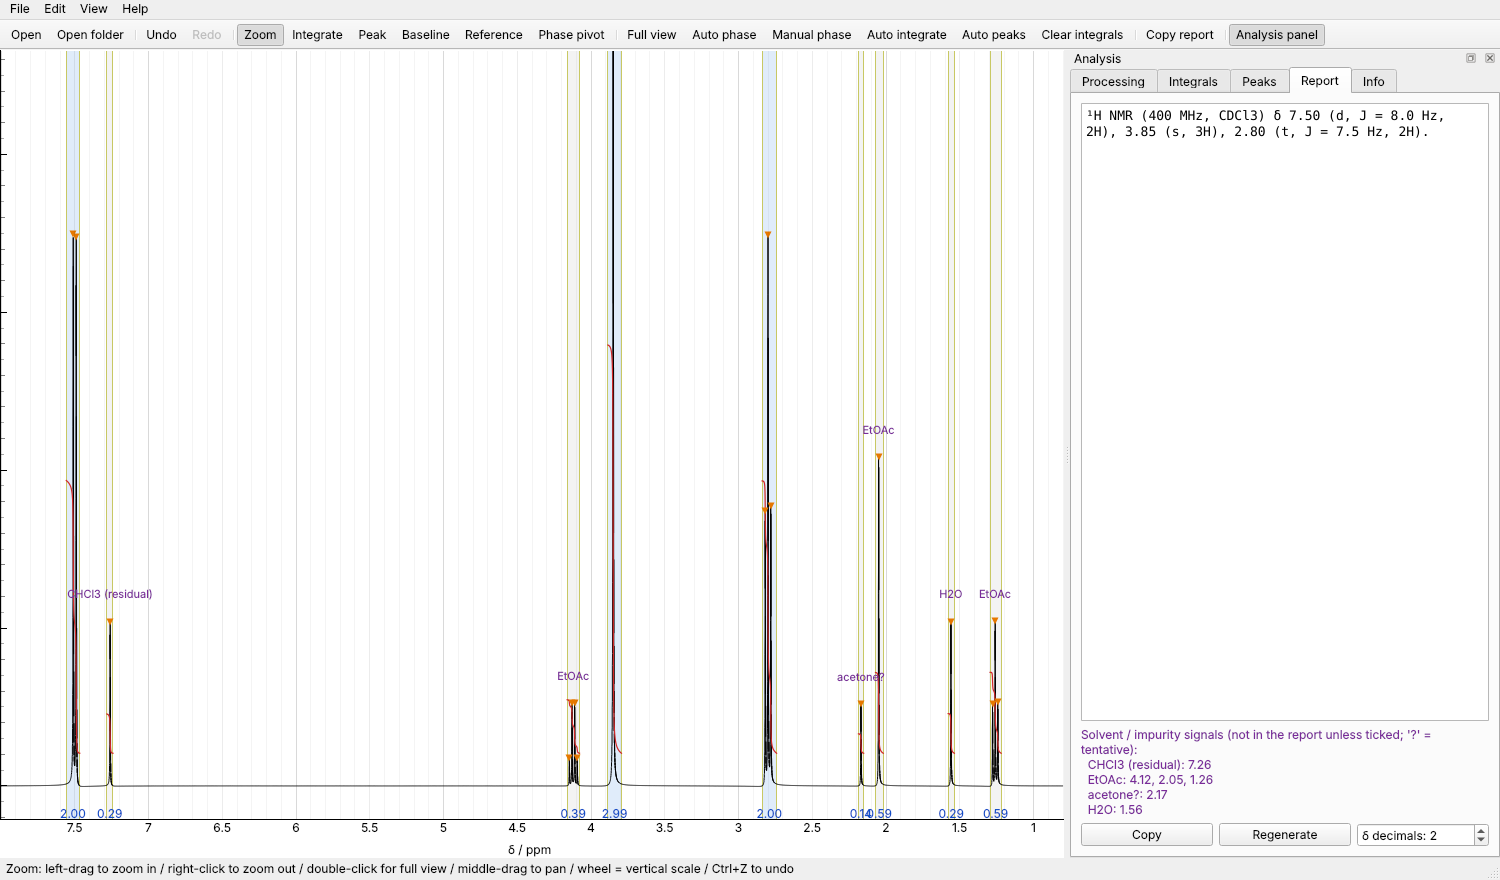 File Edit View Help
Open Open folder Undo Redo Zoom Integrate Peak Baseline Reference Phase pivot Full view Auto phase Manual phase Auto integrate Auto peaks Clear integrals Copy report Analysis panel
Analysis
Processing Integrals Peaks Report Info
¹H NMR (400 MHz, CDCl3) δ 7.50 (d, J = 8.0 Hz,
2H), 3.85 (s, 3H), 2.80 (t, J = 7.5 Hz, 2H).
EtOAc
CHCl3 (residual)
H2O EtOAc
EtOAc
acetone?
2.00 0.29 0.39 2.99 2.00 0.14 0.59 0.29 0.59
7.5 7 6.5 6 5.5 5 4.5 4 3.5 3 2.5 2 1.5 1
δ / ppm
Solvent / impurity signals (not in the report unless ticked; '?' =
tentative):
CHCl3 (residual): 7.26
EtOAc: 4.12, 2.05, 1.26
acetone?: 2.17
H2O: 1.56
Copy Regenerate δ decimals: 2
Zoom: left-drag to zoom in / right-click to zoom out / double-click for full view / middle-drag to pan / wheel = vertical scale / Ctrl+Z to undo